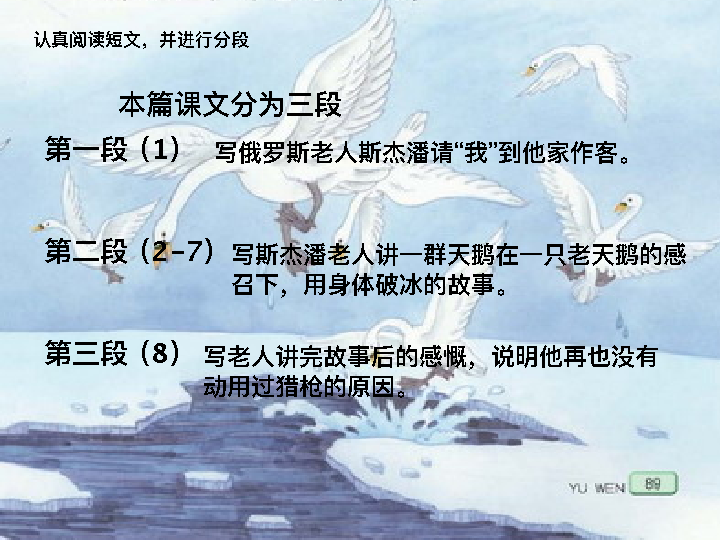 认真阅读短文，并进行分段
本篇课文分为三段
第一段（1） 写俄罗斯老人斯杰潘请“我”到他家作客。
第二段（2-7）写斯杰潘老人讲一群天鹅在一只老天鹅的感
召下，用身体破冰的故事。
第三段（8） 写老人讲完故事后的感慨，说明他再也没有
动用过猎枪的原因。
YU WEN 89